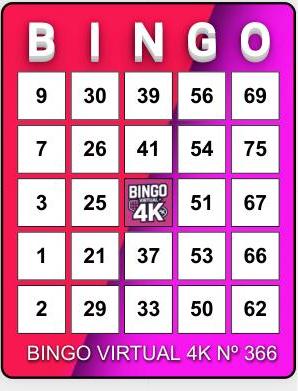 B I N G O
9 30 39 56 69
7 26 41 54 75
3 25 BINGO VIRTUAL 4K 51 67
1 21 37 53 66
2 29 33 50 62
BINGO VIRTUAL 4K Nº 366